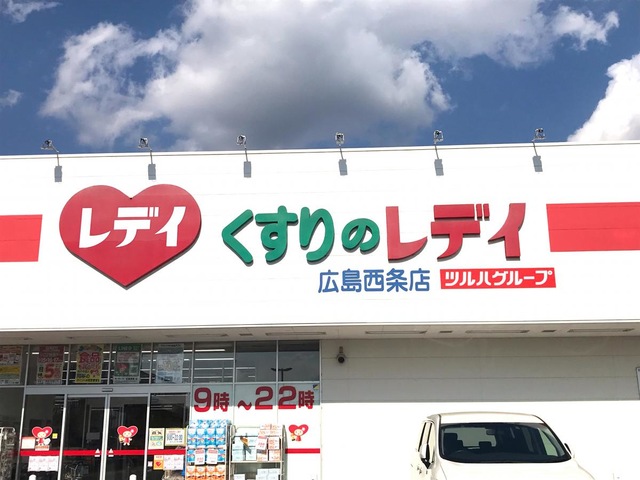 レデイ
くすりのレデイ
広島西条店
ツルハグループ
9時~22時